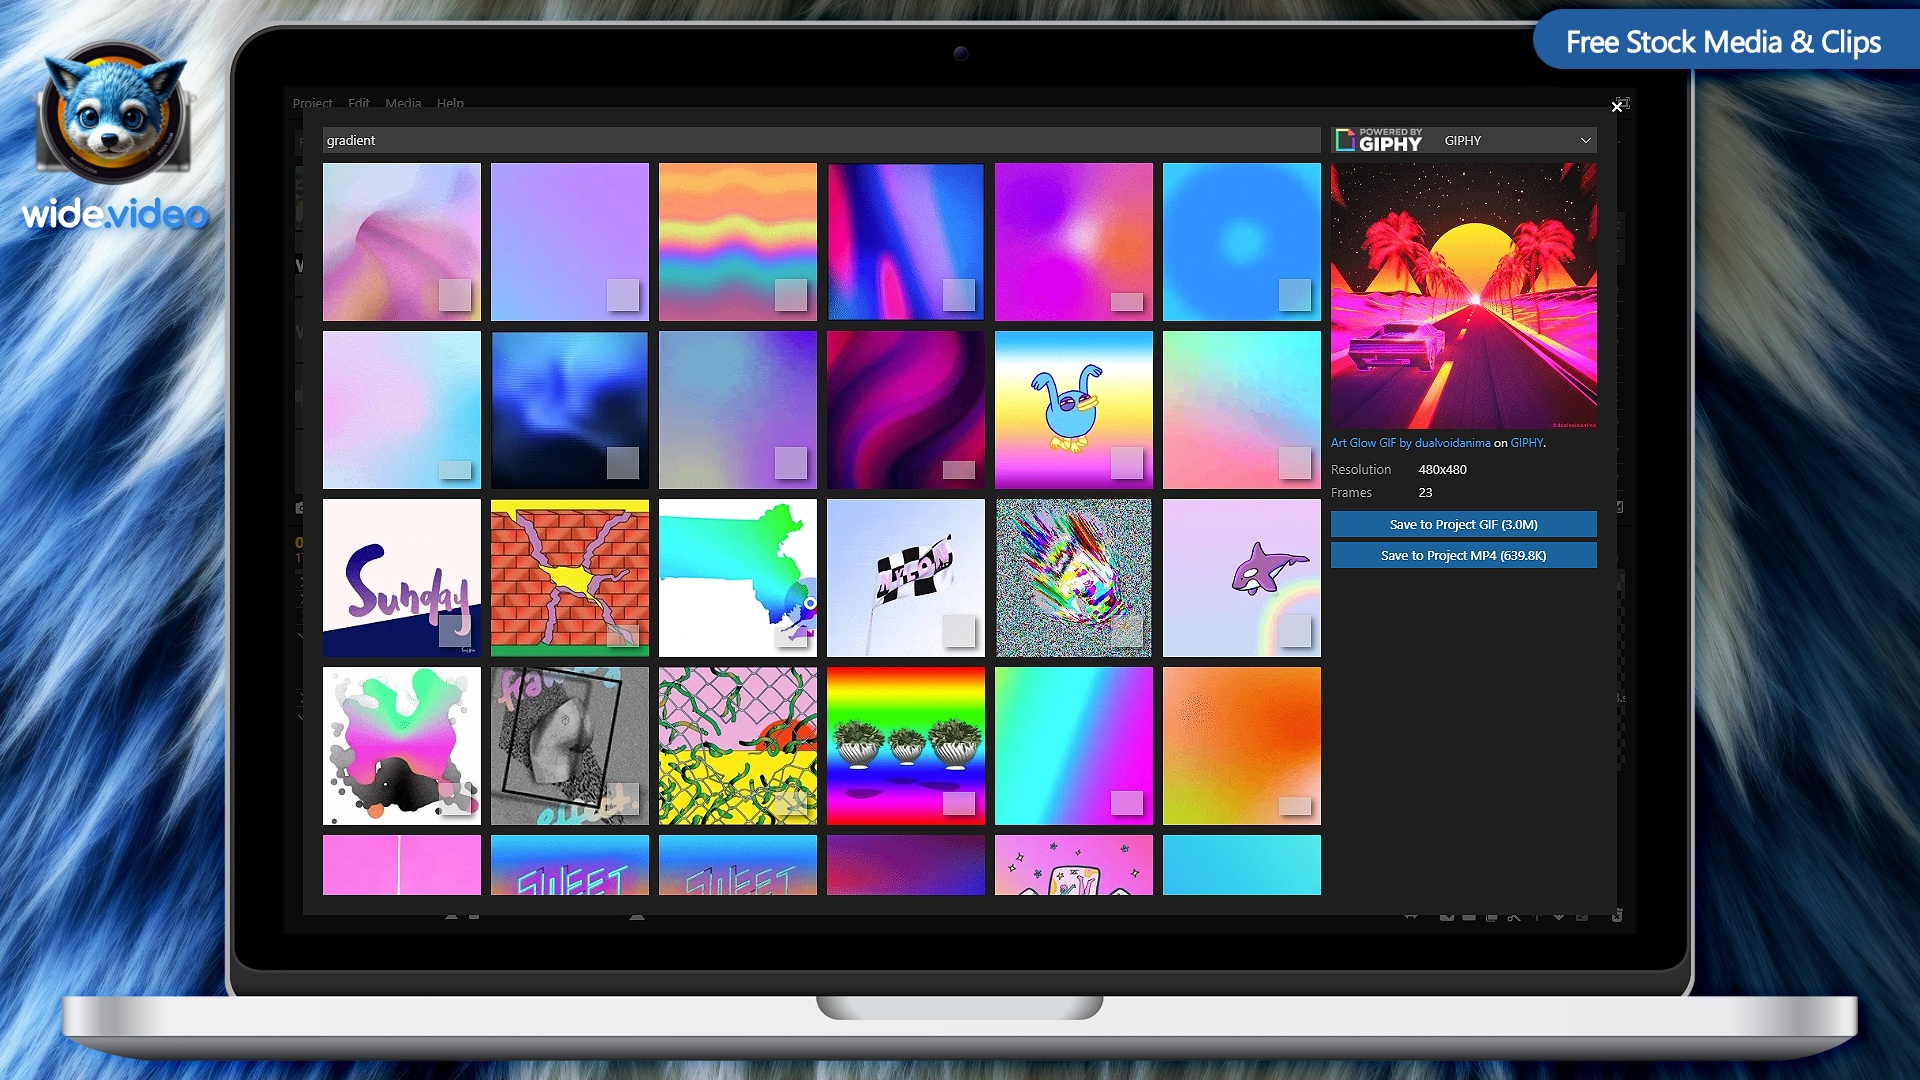 Free Stock Media & Clips
wide.video
Project Edit Media Help
gradient
POWERED BY
GIPHY
GIPHY
©dualvoidanima
Art Glow GIF by dualvoidanima on GIPHY.
Resolution 480x480
Frames 23
Save to Project GIF (3.0M)
Save to Project MP4 (639.8K)
Sunday
NYLON
SWEET
SWEET